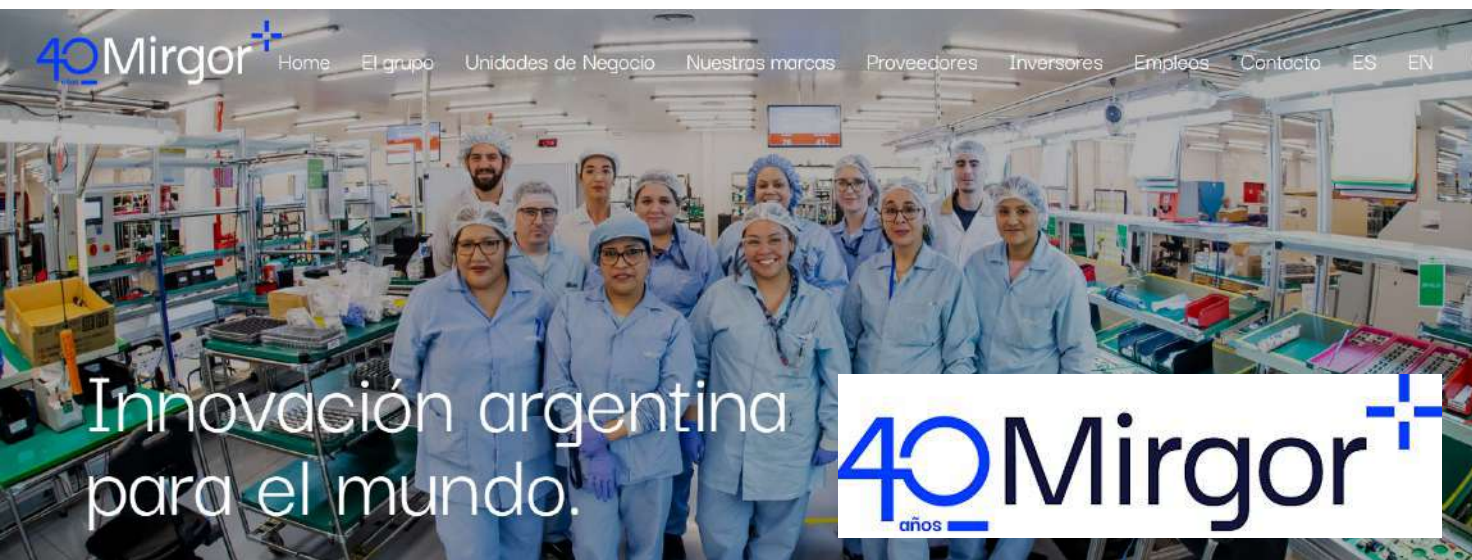 40 Mirgor
años
Home El grupo Unidades de Negocio Nuestras marcas Proveedores Inversores Empleos Contacto ES EN
Innovación argentina
para el mundo.
40 Mirgor
años